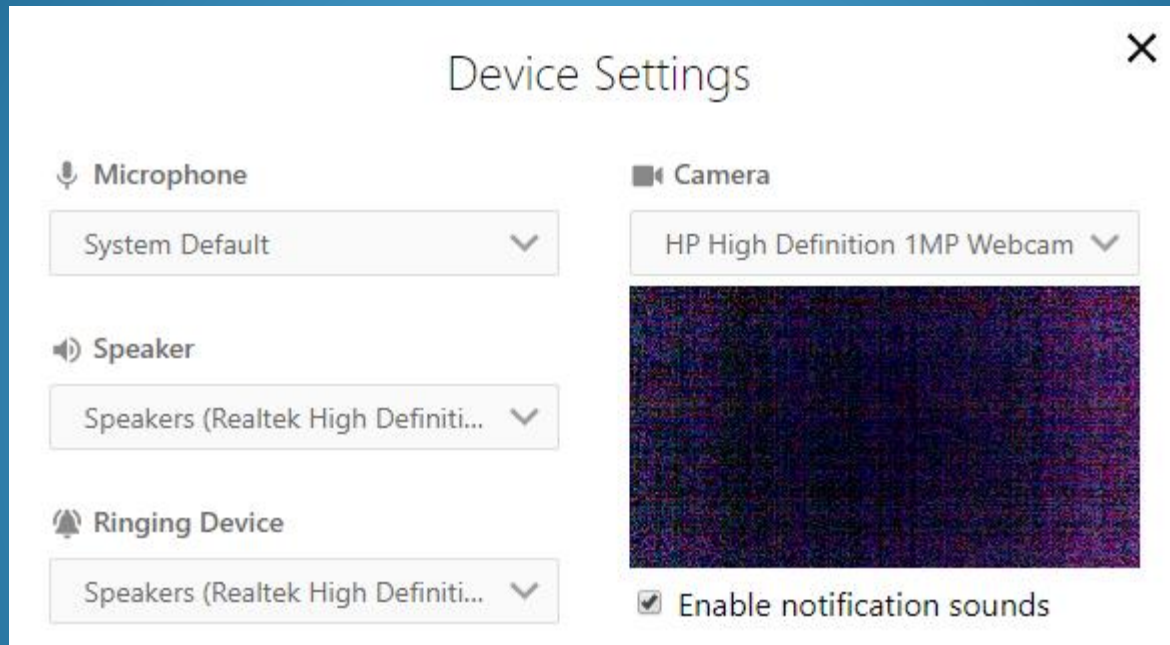 Device Settings
Microphone
System Default
Speaker
Speakers (Realtek High Definiti...
Ringing Device
Speakers (Realtek High Definiti...
Camera
HP High Definition 1MP Webcam
Enable notification sounds